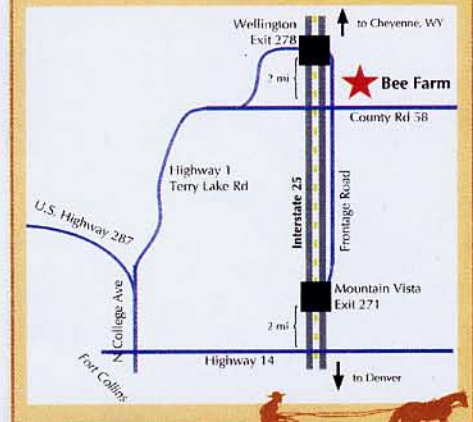 Wellington
Exit 278
to Cheyenne, WY
2 mi
Bee Farm
County Rd 58
Highway 1
Terry Lake Rd
U.S. Highway 287
Interstate 25
Frontage Road
N College Ave
Mountain Vista
Exit 271
2 mi
Highway 14
Fort Collins
to Denver